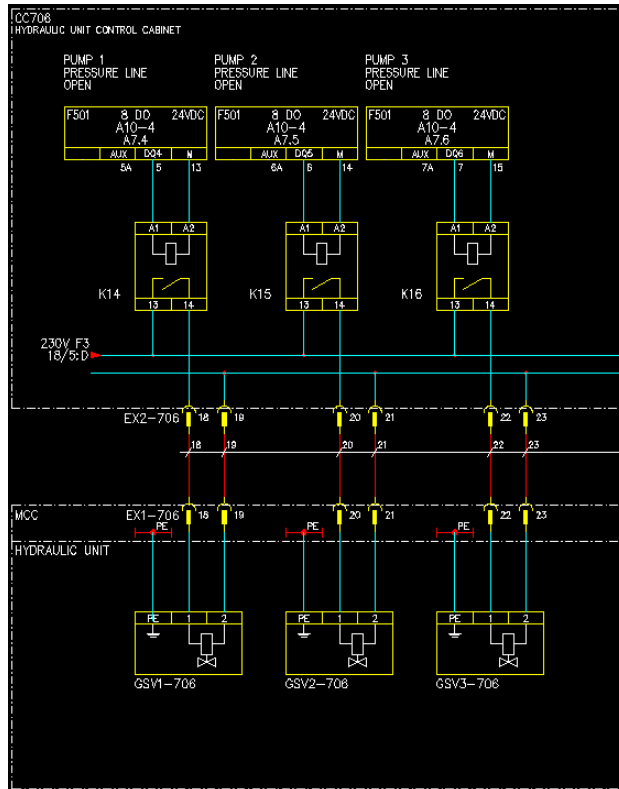 CC706
HYDRAULIC UNIT CONTROL CABINET
PUMP 1
PRESSURE LINE
OPEN
PUMP 2
PRESSURE LINE
OPEN
PUMP 3
PRESSURE LINE
OPEN
F501 8 DO 24VDC
A10-4
A7.4
AUX DQ4 M
5A 5 13
F501 8 DO 24VDC
A10-4
A7.5
AUX DQ5 M
6A 6 14
F501 8 DO 24VDC
A10-4
A7.6
AUX DQ6 M
7A 7 15
A1 A2
K14
13 14
A1 A2
K15
13 14
A1 A2
K16
13 14
230V F3
18/5:D
EX2-706 18 19 20 21 22 23
18 19 20 21 22 23
MCC
EX1-706 18 19 20 21 22 23
PE PE PE
HYDRAULIC UNIT
PE 1 2
GSV1-706
PE 1 2
GSV2-706
PE 1 2
GSV3-706